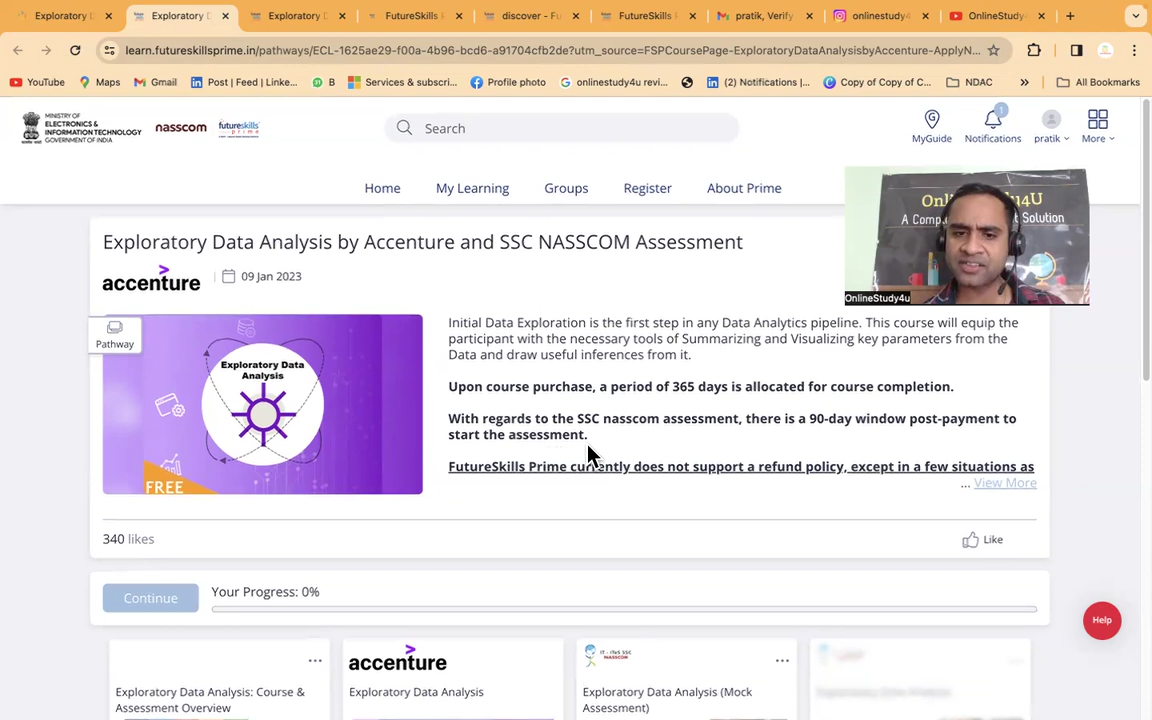 Exploratory D
Exploratory D
Exploratory D
FutureSkills
discover - Fu
FutureSkills
pratik, Verify
onlinestudy4
OnlineStudy
learn.futureskillsprime.in/pathways/ECL-1625ae29-f00a-4b96-bcd6-a91704cfb2de?utm_source=FSPCoursePage-ExploratoryDataAnalysisbyAccenture-ApplyN...
YouTube
Maps
Gmail
Post | Feed | Linke...
B
Services & subscri...
Profile photo
onlinestudy4u revi...
(2) Notifications |...
Copy of Copy of C...
NDAC
»
All Bookmarks
MINISTRY OF
ELECTRONICS &
INFORMATION TECHNOLOGY
GOVERNMENT OF INDIA
nasscom
futureskills
prime
Search
MyGuide
1
Notifications
pratik
More
Home
My Learning
Groups
Register
About Prime
A Comp
t Solution
OnlineStudy4u
Exploratory Data Analysis by Accenture and SSC NASSCOM Assessment
accenture
09 Jan 2023
Pathway
Exploratory Data
Analysis
FREE
Initial Data Exploration is the first step in any Data Analytics pipeline. This course will equip the
participant with the necessary tools of Summarizing and Visualizing key parameters from the
Data and draw useful inferences from it.
Upon course purchase, a period of 365 days is allocated for course completion.
With regards to the SSC nasscom assessment, there is a 90-day window post-payment to
start the assessment.
FutureSkills Prime currently does not support a refund policy, except in a few situations as
... View More
340 likes
Like
Continue
Your Progress: 0%
Help
Exploratory Data Analysis: Course &
Assessment Overview
accenture
Exploratory Data Analysis
IT - ITeS SSC
NASSCOM
Exploratory Data Analysis (Mock
Assessment)